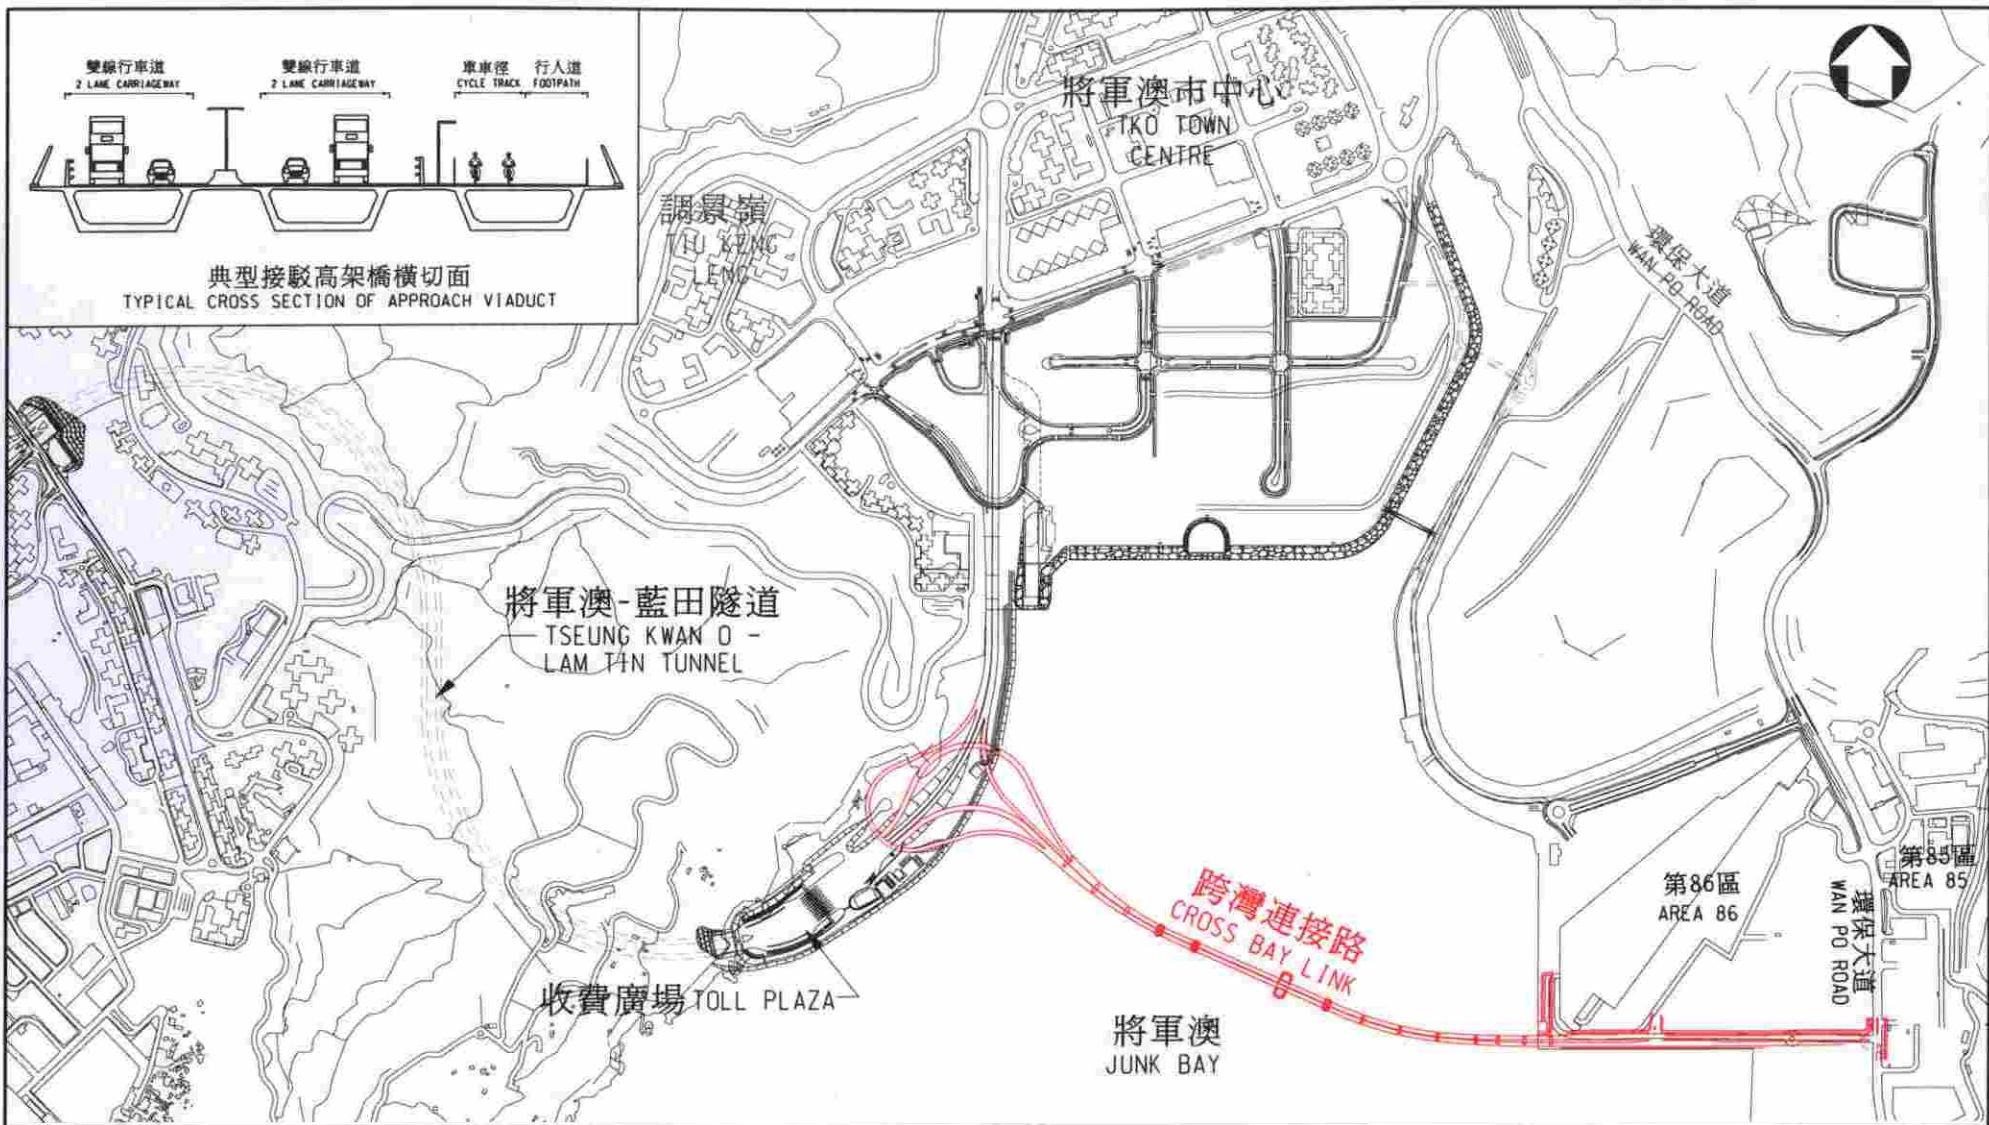 雙線行車道
2 LANE CARRIAGEWAY
雙線行車道
2 LANE CARRIAGEWAY
單車徑
CYCLE TRACK
行人道
FOOTPATH
典型接駁高架橋橫切面
TYPICAL CROSS SECTION OF APPROACH VIADUCT
將軍澳市中心
TKO TOWN
CENTRE
調景嶺
TIU KENG
LENG
環保大道
WAN PO ROAD
將軍澳-藍田隧道
TSEUNG KWAN O -
LAM TIN TUNNEL
跨灣連接路
CROSS BAY LINK
第85區
AREA 85
第86區
AREA 86
環保大道
WAN PO ROAD
收費廣場 TOLL PLAZA
將軍澳
JUNK BAY